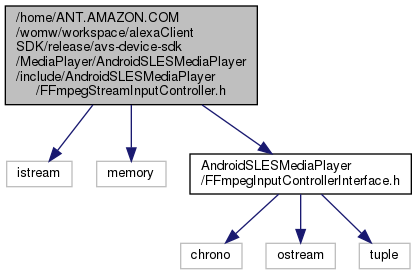 /home/ANT.AMAZON.COM
/womw/workspace/alexaClient
SDK/release/avs-device-sdk
/MediaPlayer/AndroidSLESMediaPlayer
/include/AndroidSLESMediaPlayer
/FFmpegStreamInputController.h
istream
memory
AndroidSLESMediaPlayer
/FFmpegInputControllerInterface.h
chrono
ostream
tuple